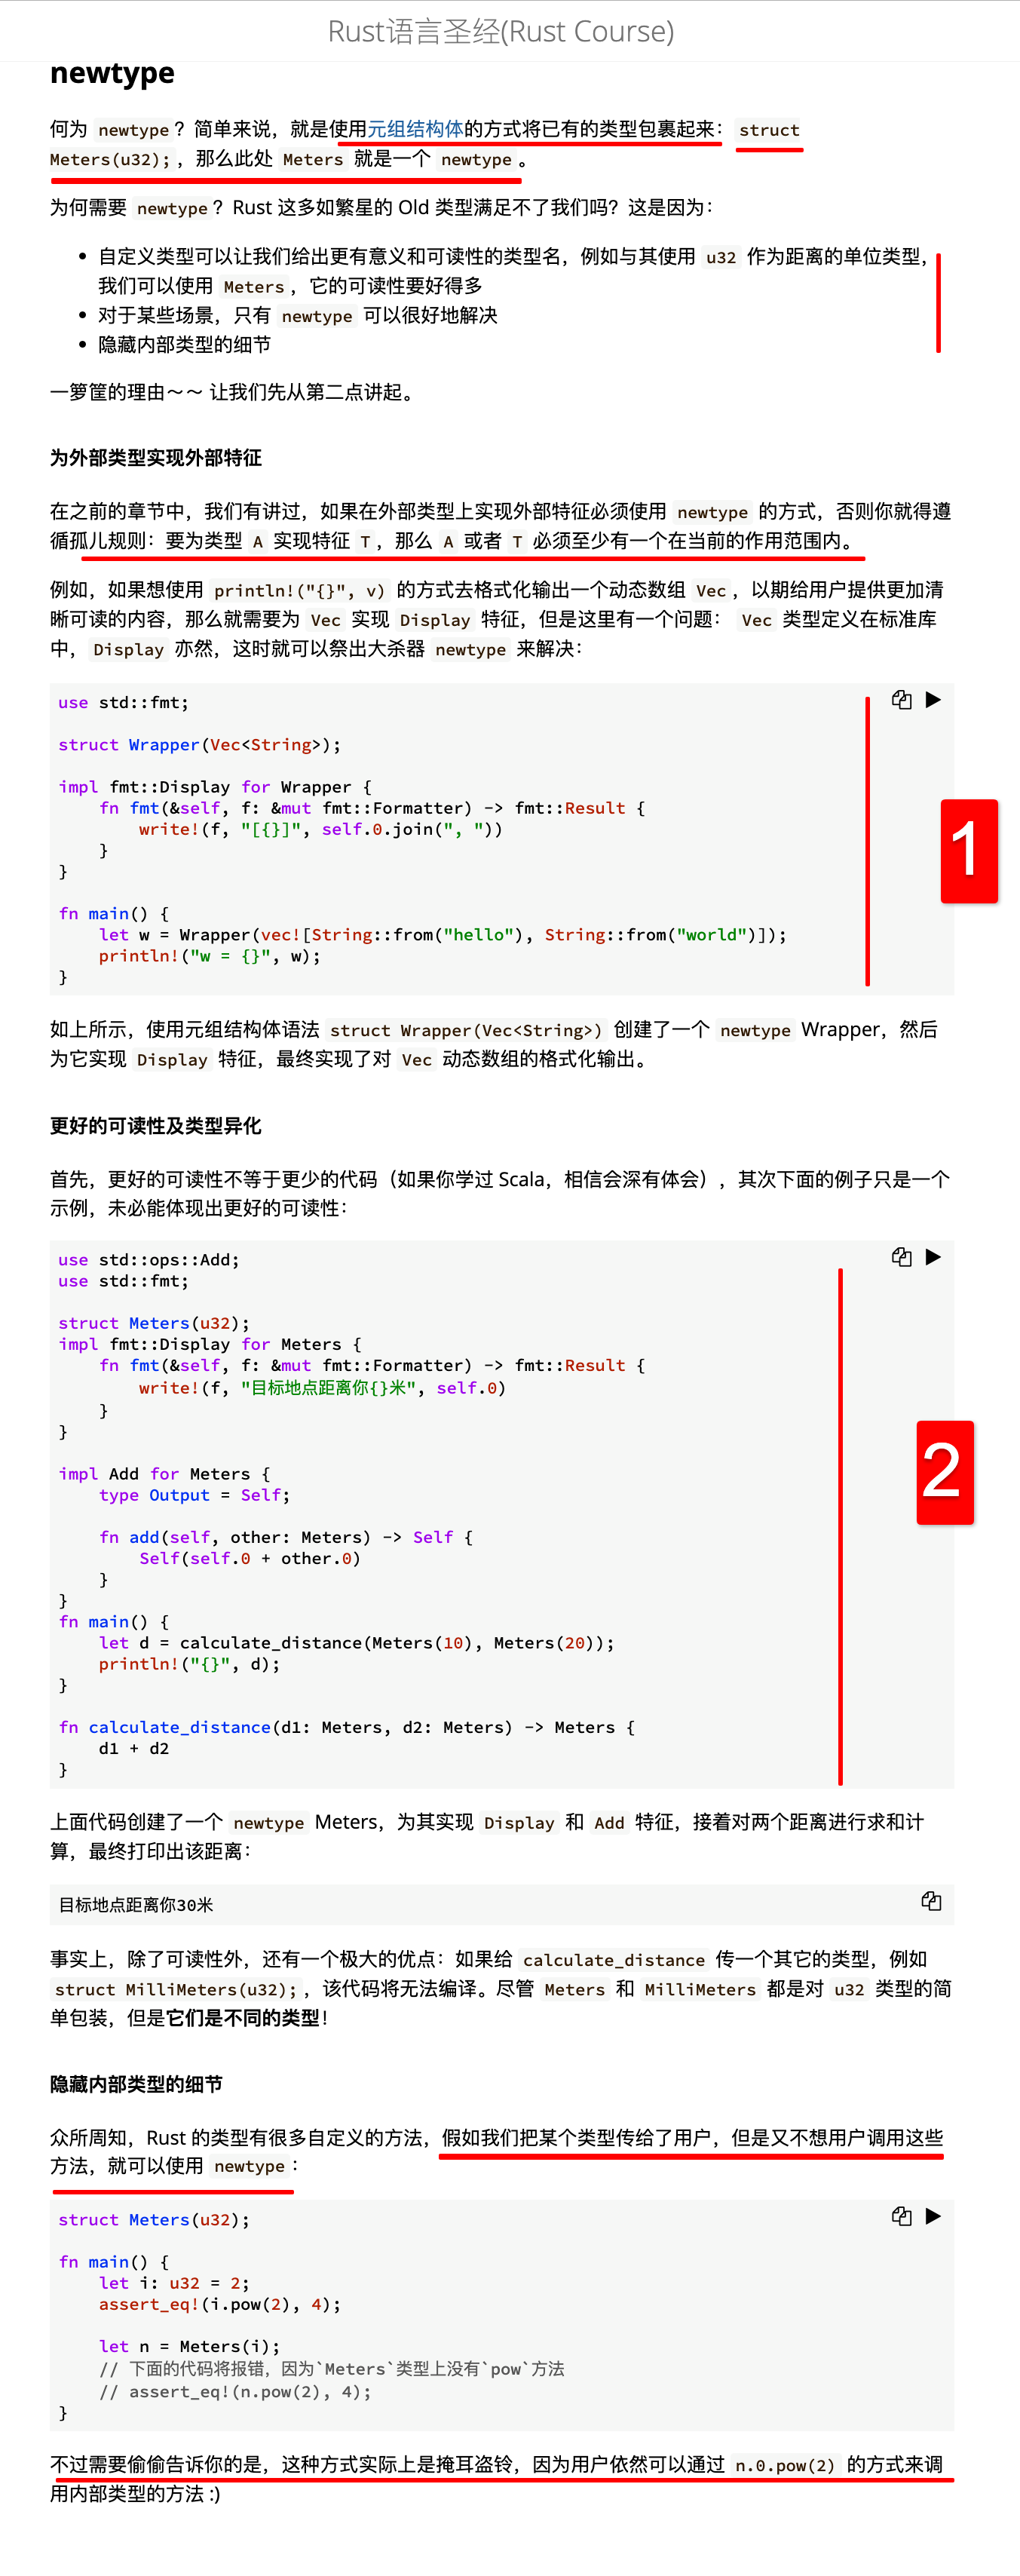 Rust语言圣经(Rust Course)
newtype
何为 newtype？简单来说，就是使用元组结构体的方式将已有的类型包裹起来：struct
Meters(u32);，那么此处 Meters 就是一个 newtype。
为何需要 newtype？Rust 这多如繁星的 Old 类型满足不了我们吗？这是因为：
• 自定义类型可以让我们给出更有意义和可读性的类型名，例如与其使用 u32 作为距离的单位类型，
我们可以使用 Meters，它的可读性要好得多
• 对于某些场景，只有 newtype 可以很好地解决
• 隐藏内部类型的细节
一箩筐的理由～～ 让我们先从第二点讲起。
为外部类型实现外部特征
在之前的章节中，我们有讲过，如果在外部类型上实现外部特征必须使用 newtype 的方式，否则你就得遵
循孤儿规则：要为类型 A 实现特征 T，那么 A 或者 T 必须至少有一个在当前的作用范围内。
例如，如果想使用 println!("{}", v) 的方式去格式化输出一个动态数组 Vec，以期给用户提供更加清
晰可读的内容，那么就需要为 Vec 实现 Display 特征，但是这里有一个问题： Vec 类型定义在标准库
中， Display 亦然，这时就可以祭出大杀器 newtype 来解决：
use std::fmt;
struct Wrapper(Vec<String>);
impl fmt::Display for Wrapper {
    fn fmt(&self, f: &mut fmt::Formatter) -> fmt::Result {
        write!(f, "[{}]", self.0.join(", "))
    }
}
1
fn main() {
    let w = Wrapper(vec![String::from("hello"), String::from("world")]);
    println!("w = {}", w);
}
如上所示，使用元组结构体语法 struct Wrapper(Vec<String>) 创建了一个 newtype Wrapper，然后
为它实现 Display 特征，最终实现了对 Vec 动态数组的格式化输出。
更好的可读性及类型异化
首先，更好的可读性不等于更少的代码（如果你学过 Scala，相信会深有体会），其次下面的例子只是一个
示例，未必能体现出更好的可读性：
use std::ops::Add;
use std::fmt;
struct Meters(u32);
impl fmt::Display for Meters {
    fn fmt(&self, f: &mut fmt::Formatter) -> fmt::Result {
        write!(f, "目标地点距离你{}米", self.0)
    }
}
2
impl Add for Meters {
    type Output = Self;
    fn add(self, other: Meters) -> Self {
        Self(self.0 + other.0)
    }
}
fn main() {
    let d = calculate_distance(Meters(10), Meters(20));
    println!("{}", d);
}
fn calculate_distance(d1: Meters, d2: Meters) -> Meters {
    d1 + d2
}
上面代码创建了一个 newtype Meters，为其实现 Display 和 Add 特征，接着对两个距离进行求和计
算，最终打印出该距离：
目标地点距离你30米
事实上，除了可读性外，还有一个极大的优点：如果给 calculate_distance 传一个其它的类型，例如
struct MilliMeters(u32);，该代码将无法编译。尽管 Meters 和 MilliMeters 都是对 u32 类型的简
单包装，但是它们是不同的类型！
隐藏内部类型的细节
众所周知，Rust 的类型有很多自定义的方法，假如我们把某个类型传给了用户，但是又不想用户调用这些
方法，就可以使用 newtype：
struct Meters(u32);
fn main() {
    let i: u32 = 2;
    assert_eq!(i.pow(2), 4);
    let n = Meters(i);
    // 下面的代码将报错，因为`Meters`类型上没有`pow`方法
    // assert_eq!(n.pow(2), 4);
}
不过需要偷偷告诉你的是，这种方式实际上是掩耳盗铃，因为用户依然可以通过 n.0.pow(2) 的方式来调
用内部类型的方法 :)